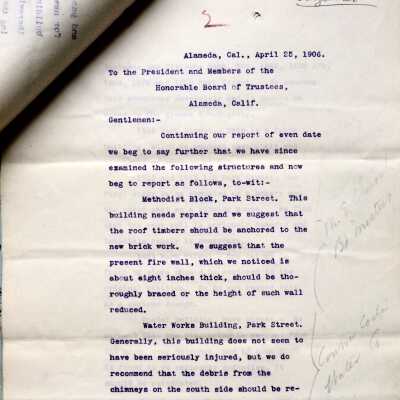 2
Alameda, Cal., April 25, 1906.
To the President and Members of the
Honorable Board of Trustees,
Alameda, Calif.
Gentlemen:-
Continuing our report of even date
we beg to say further that we have since
examined the following structures and now
beg to report as follows, to-wit:-
Methodist Block, Park Street. This
building needs repair and we suggest that
the roof timbers should be anchored to the
new brick work. We suggest that the
present fire wall, which we noticed is
about eight inches thick, should be tho-
roughly braced or the height of such wall
reduced.
Water Works Building, Park Street.
Generally, this building does not seem to
have been seriously injured, but we do
recommend that the debris from the
chimneys on the south side should be re-